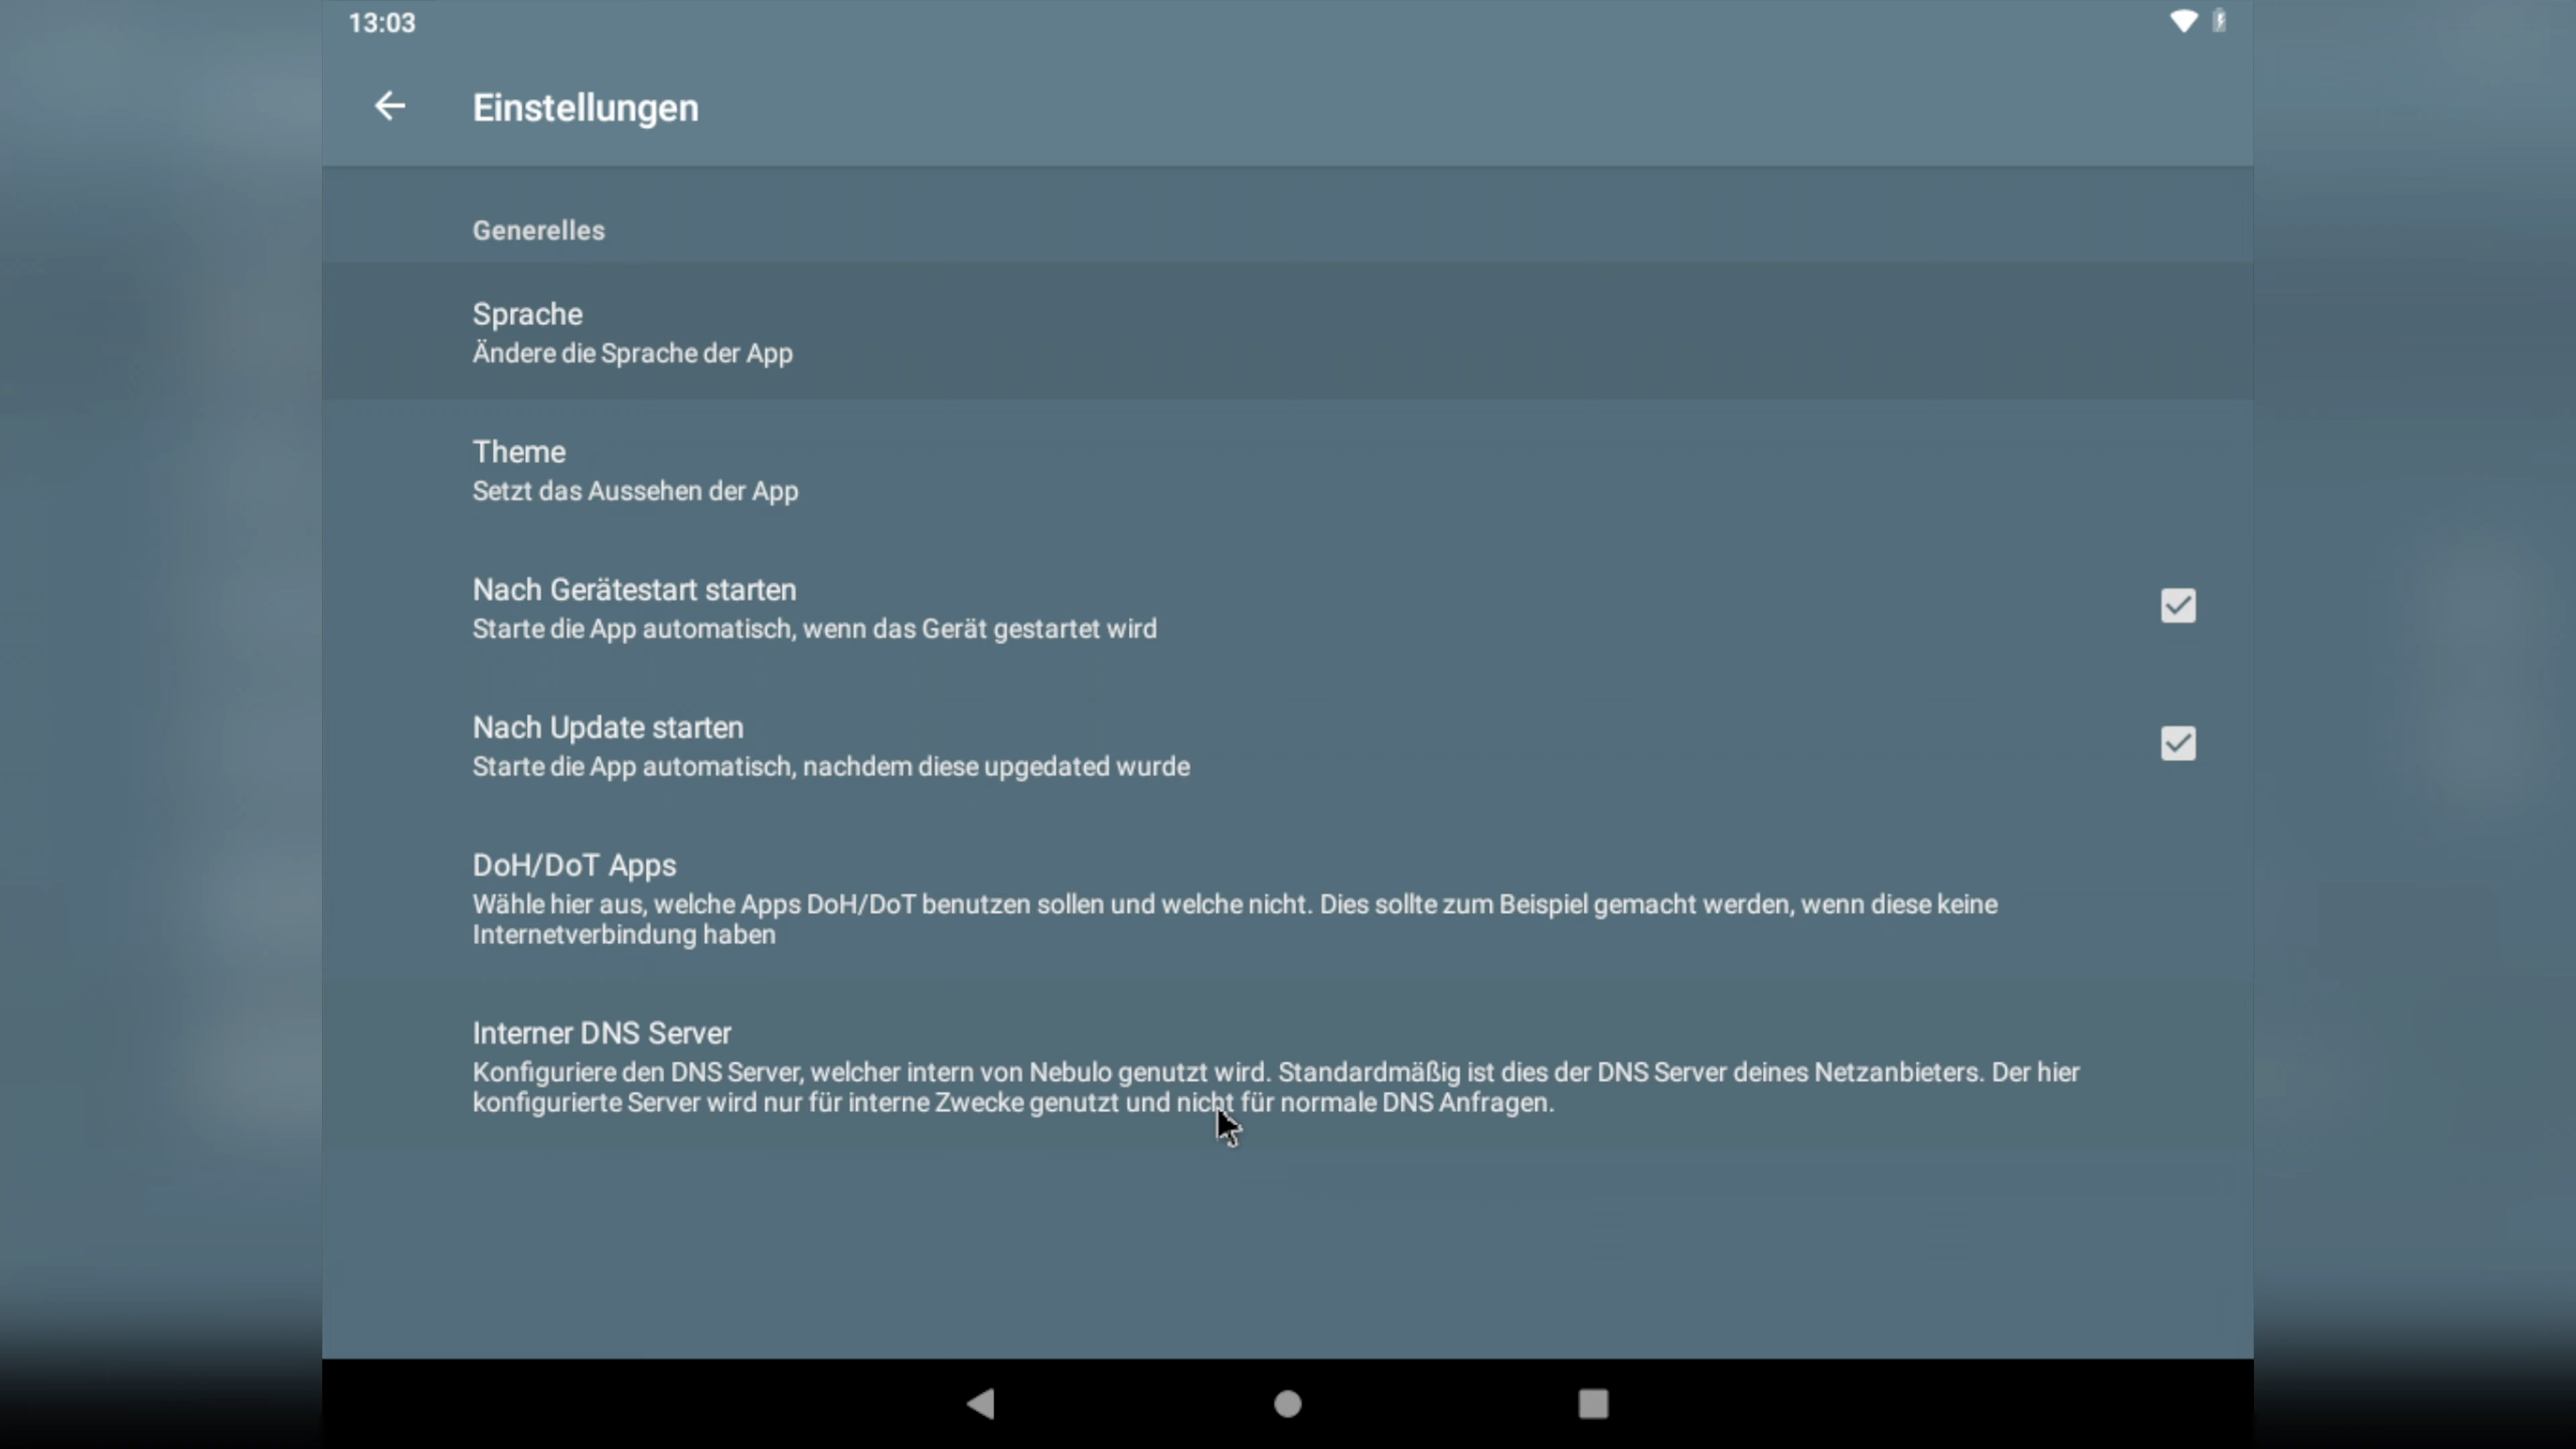 13:03
Einstellungen
Generelles
Sprache
Ändere die Sprache der App
Theme
Setzt das Aussehen der App
Nach Gerätestart starten
Starte die App automatisch, wenn das Gerät gestartet wird
Nach Update starten
Starte die App automatisch, nachdem diese upgedated wurde
DoH/DoT Apps
Wähle hier aus, welche Apps DoH/DoT benutzen sollen und welche nicht. Dies sollte zum Beispiel gemacht werden, wenn diese keine
Internetverbindung haben
Interner DNS Server
Konfiguriere den DNS Server, welcher intern von Nebulo genutzt wird. Standardmäßig ist dies der DNS Server deines Netzanbieters. Der hier
konfigurierte Server wird nur für interne Zwecke genutzt und nicht für normale DNS Anfragen.